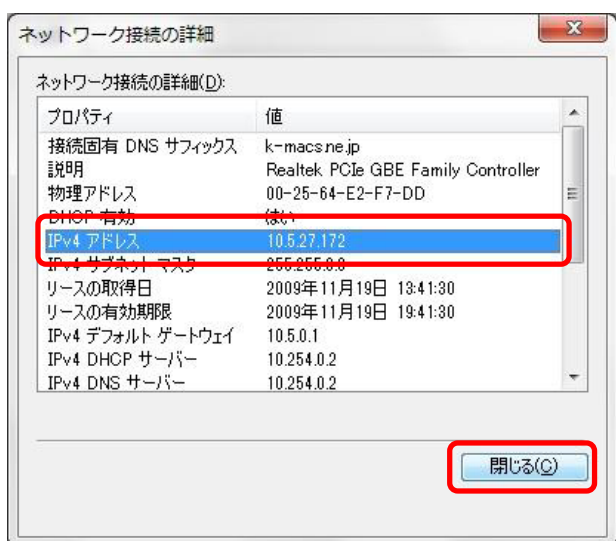 ネットワーク接続の詳細
ネットワーク接続の詳細(D):
プロパティ 値
接続固有 DNS サフィックス k-macs.ne.jp
説明 Realtek PCIe GBE Family Controller
物理アドレス 00-25-64-E2-F7-DD
DHCP 有効 はい
IPv4 アドレス 10.5.27.172
IPv4 サブネット マスク 255.255.0.0
リースの取得日 2009年11月19日 13:41:30
リースの有効期限 2009年11月19日 19:41:30
IPv4 デフォルト ゲートウェイ 10.5.0.1
IPv4 DHCP サーバー 10.254.0.2
IPv4 DNS サーバー 10.254.0.2
閉じる(C)